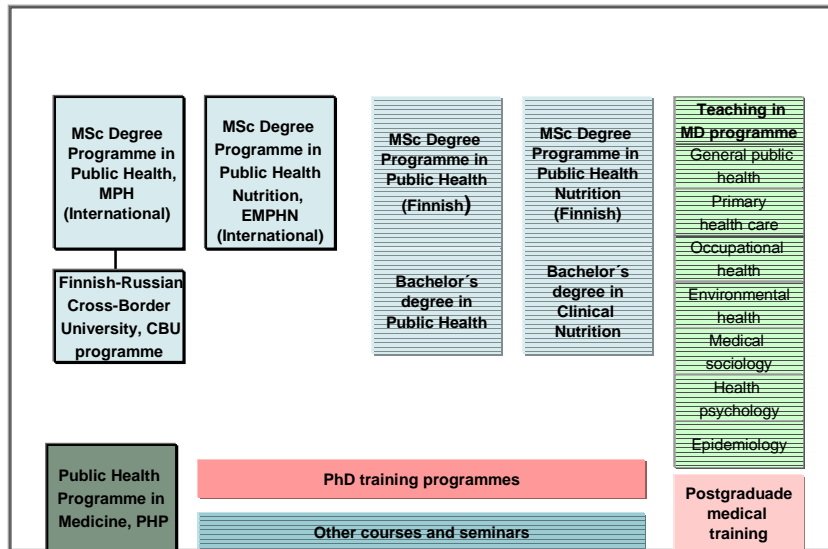 MSc Degree
Programme in
Public Health,
MPH
(International)
Finnish-Russian
Cross-Border
University, CBU
programme
MSc Degree
Programme in
Public Health
Nutrition,
EMPHN
(International)
MSc Degree
Programme in
Public Health
(Finnish)
Bachelor´s
degree in
Public Health
MSc Degree
Programme in
Public Health
Nutrition
(Finnish)
Bachelor´s
degree in
Clinical
Nutrition
Teaching in
MD programme
General public
health
Primary
health care
Occupational
health
Environmental
health
Medical
sociology
Health
psychology
Epidemiology
Public Health
Programme in
Medicine, PHP
PhD training programmes
Other courses and seminars
Postgraduade
medical
training